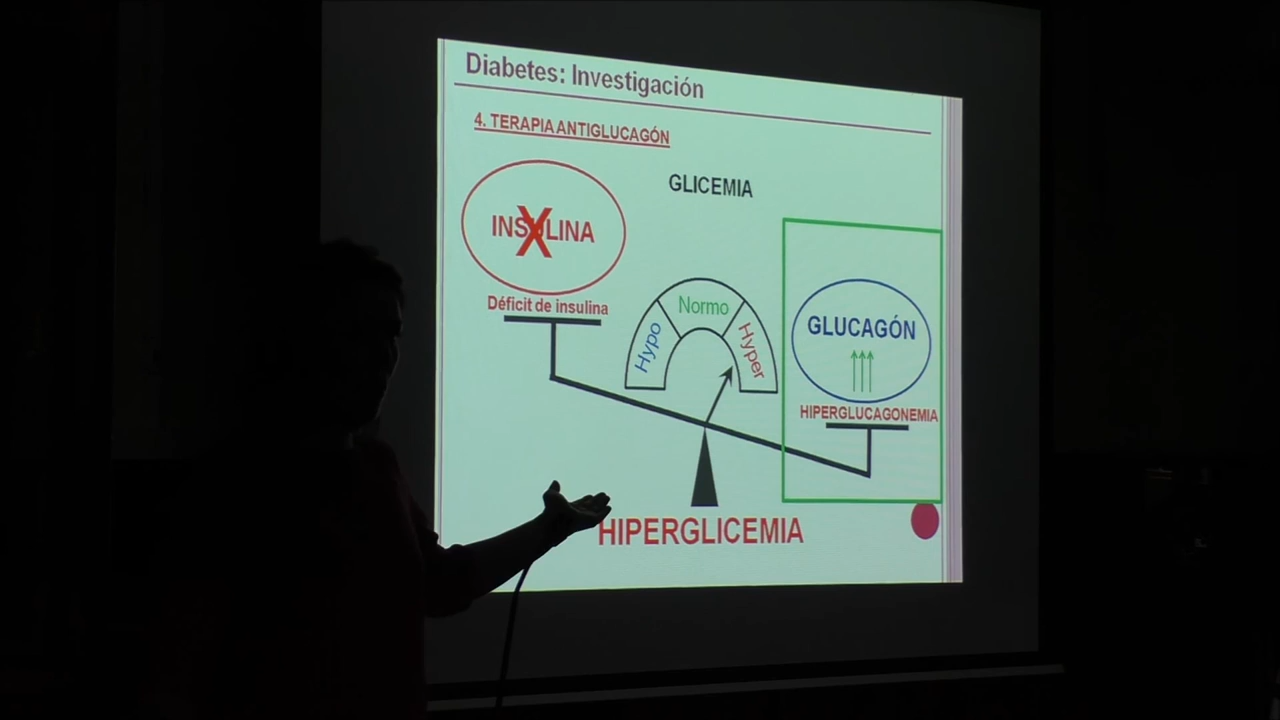 Diabetes: Investigación
4. TERAPIA ANTIGLUCAGÓN
GLICEMIA
INSULINA
X
Déficit de insulina
Hypo
Normo
Hyper
GLUCAGÓN
HIPERGLUCAGONEMIA
HIPERGLICEMIA